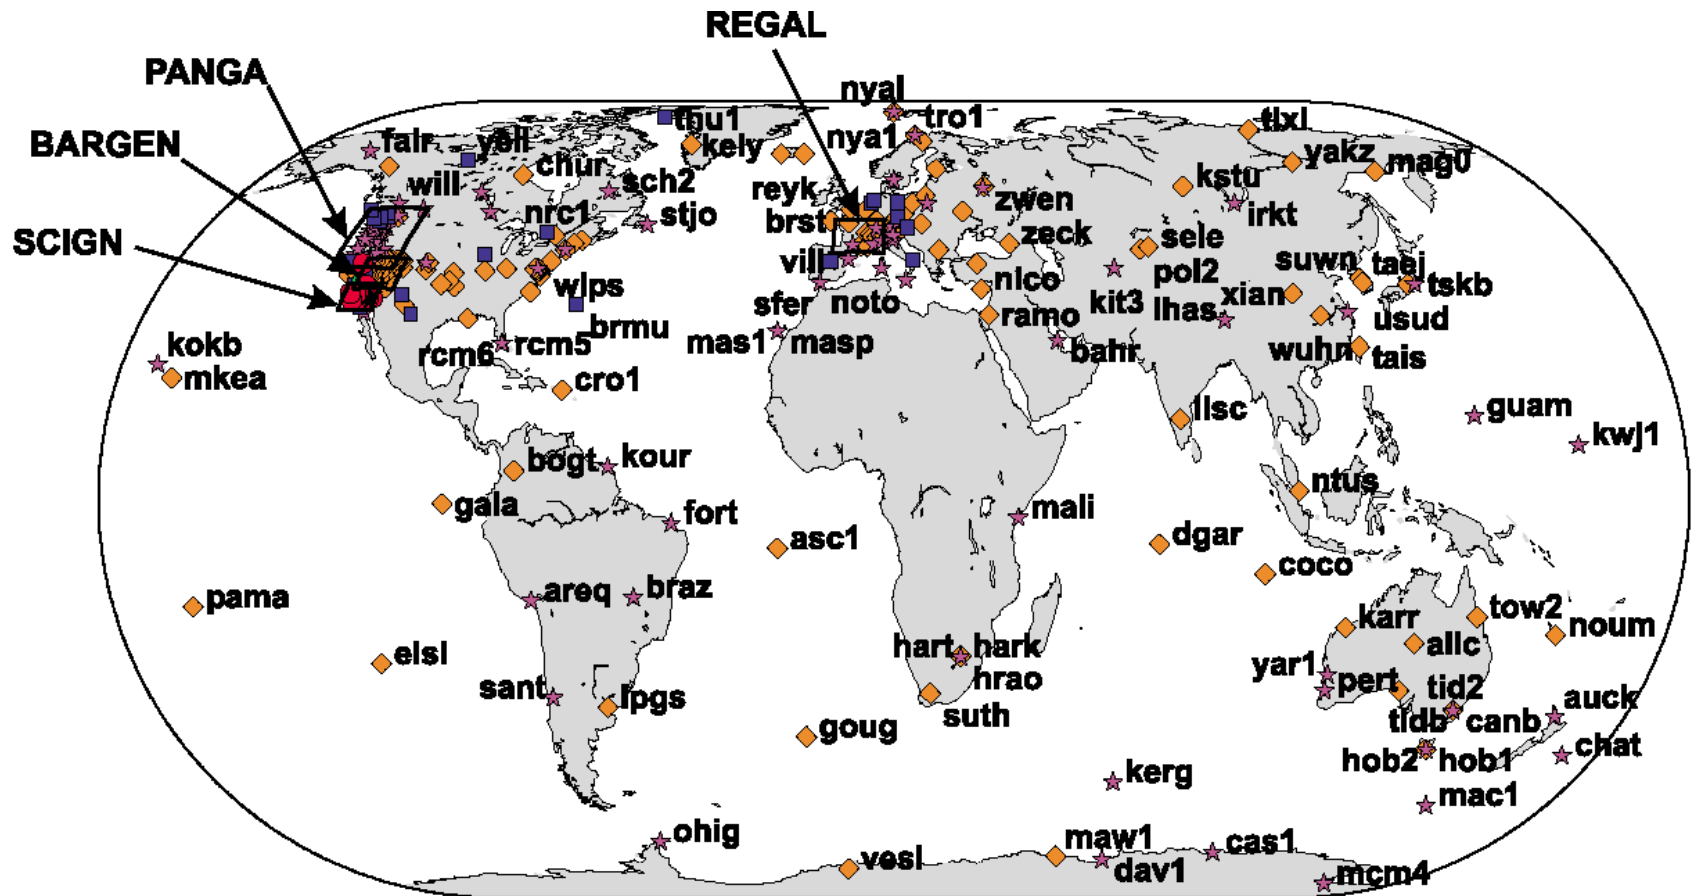 REGAL
PANGA
BARGEN
SCIGN
nyal
thu1
tro1
tixi
fair
yell
kely
nya1
yakz
mag0
chur
will
sch2
reyk
zwen
kstu
irkt
nrc1
stjo
brst
zeck
sele
vill
suwn
taej
pol2
wlps
nico
tskb
sfer
noto
kit3
lhas
xian
brmu
ramo
usud
mas1
masp
kokb
rcm6
rcm5
bahr
wuhn
tais
mkea
cro1
iisc
guam
kwj1
bogt
kour
gala
ntus
fort
mali
asc1
dgar
coco
pama
areq
braz
karr
tow2
noum
alic
hart
hark
eisl
hrao
yar1
pert
sant
lpgs
suth
tid2
auck
tidb
canb
goug
chat
hob2
hob1
kerg
mac1
ohig
maw1
cas1
vesl
dav1
mcm4